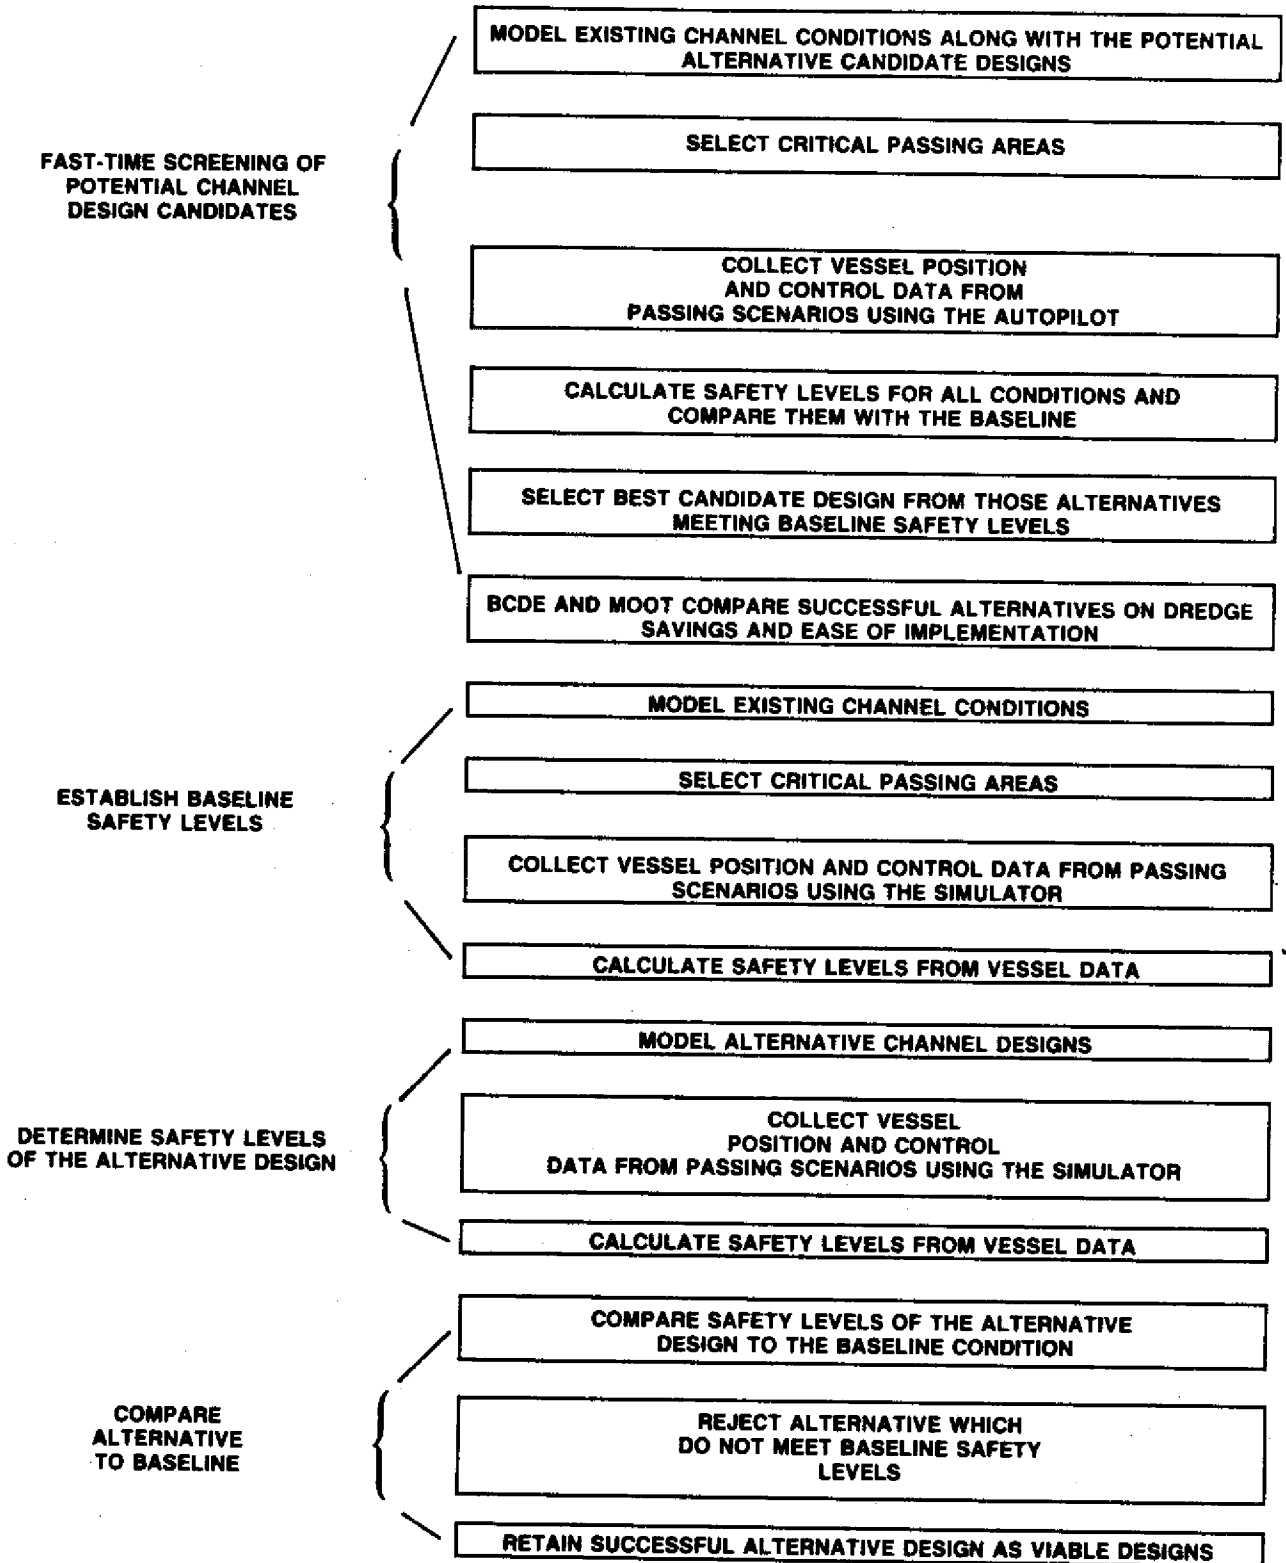 MODEL EXISTING CHANNEL CONDITIONS ALONG WITH THE POTENTIAL
ALTERNATIVE CANDIDATE DESIGNS
SELECT CRITICAL PASSING AREAS
FAST-TIME SCREENING OF
POTENTIAL CHANNEL
DESIGN CANDIDATES
COLLECT VESSEL POSITION
AND CONTROL DATA FROM
PASSING SCENARIOS USING THE AUTOPILOT
CALCULATE SAFETY LEVELS FOR ALL CONDITIONS AND
COMPARE THEM WITH THE BASELINE
SELECT BEST CANDIDATE DESIGN FROM THOSE ALTERNATIVES
MEETING BASELINE SAFETY LEVELS
BCDE AND MOOT COMPARE SUCCESSFUL ALTERNATIVES ON DREDGE
SAVINGS AND EASE OF IMPLEMENTATION
MODEL EXISTING CHANNEL CONDITIONS
SELECT CRITICAL PASSING AREAS
ESTABLISH BASELINE
SAFETY LEVELS
COLLECT VESSEL POSITION AND CONTROL DATA FROM PASSING
SCENARIOS USING THE SIMULATOR
CALCULATE SAFETY LEVELS FROM VESSEL DATA
MODEL ALTERNATIVE CHANNEL DESIGNS
DETERMINE SAFETY LEVELS
OF THE ALTERNATIVE DESIGN
COLLECT VESSEL
POSITION AND CONTROL
DATA FROM PASSING SCENARIOS USING THE SIMULATOR
CALCULATE SAFETY LEVELS FROM VESSEL DATA
COMPARE SAFETY LEVELS OF THE ALTERNATIVE
DESIGN TO THE BASELINE CONDITION
COMPARE
ALTERNATIVE
TO BASELINE
REJECT ALTERNATIVE WHICH
DO NOT MEET BASELINE SAFETY
LEVELS
RETAIN SUCCESSFUL ALTERNATIVE DESIGN AS VIABLE DESIGNS